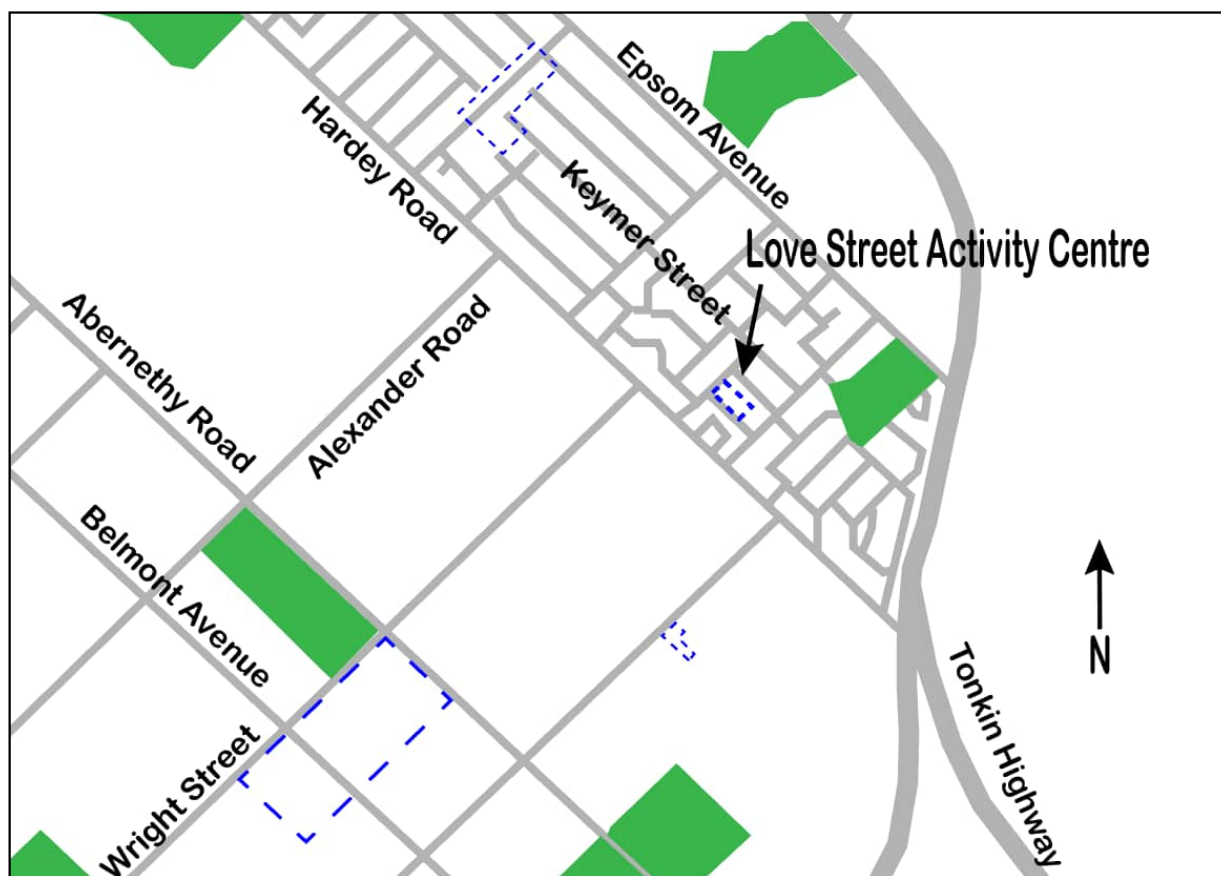 Epsom Avenue
Hardey Road
Keymer Street
Love Street Activity Centre
Abernethy Road
Alexander Road
Belmont Avenue
N
Tonkin Highway
Wright Street